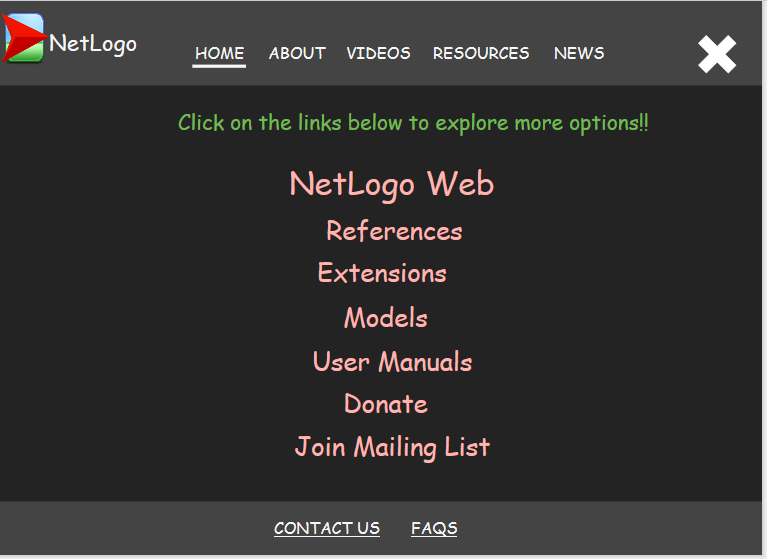 NetLogo
HOME ABOUT VIDEOS RESOURCES NEWS
Click on the links below to explore more options!!
NetLogo Web
References
Extensions
Models
User Manuals
Donate
Join Mailing List
CONTACT US FAQS